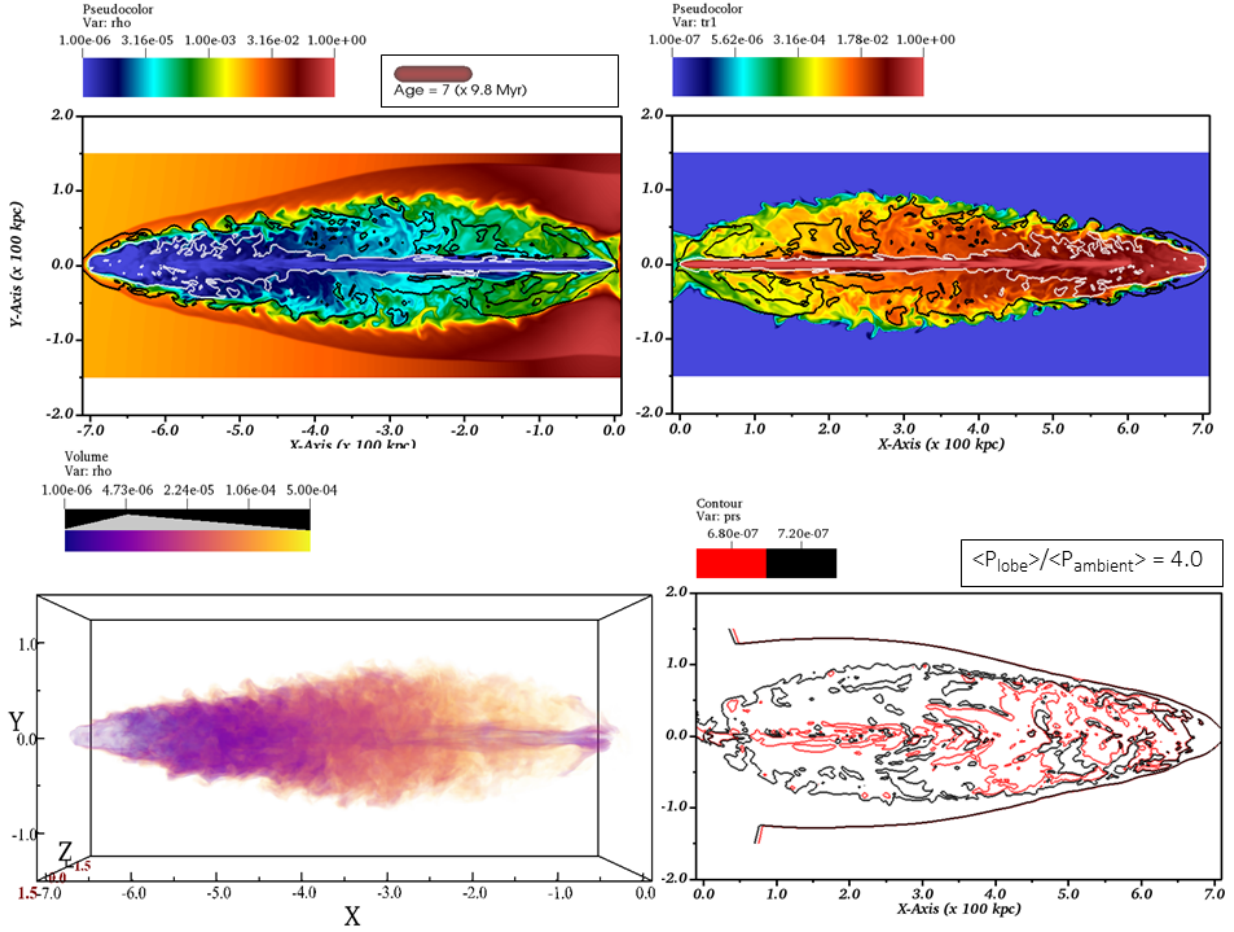 Pseudocolor
Var: rho
1.00e-06 3.16e-05 1.00e-03 3.16e-02 1.00e+00
Age = 7 (x 9.8 Myr)
Y-Axis (x 100 kpc)
2.0
1.0
0.0
-1.0
-2.0
-7.0 -6.0 -5.0 -4.0 -3.0 -2.0 -1.0 0.0
X-Axis (x 100 kpc)
Pseudocolor
Var: tr1
1.00e-07 5.62e-06 3.16e-04 1.78e-02 1.00e+00
2.0
1.0
0.0
-1.0
-2.0
0.0 1.0 2.0 3.0 4.0 5.0 6.0 7.0
X-Axis (x 100 kpc)
Volume
Var: rho
1.00e-06 4.73e-06 2.24e-05 1.06e-04 5.00e-04
Y
1.0
0.0
-1.0
Z
-1.5
0.0
1.5
-7.0 -6.0 -5.0 -4.0 -3.0 -2.0 -1.0 0.0
X
Contour
Var: prs
6.80e-07 7.20e-07
<Plobe>/<Pambient> = 4.0
2.0
1.0
0.0
-1.0
-2.0
0.0 1.0 2.0 3.0 4.0 5.0 6.0 7.0
X-Axis (x 100 kpc)